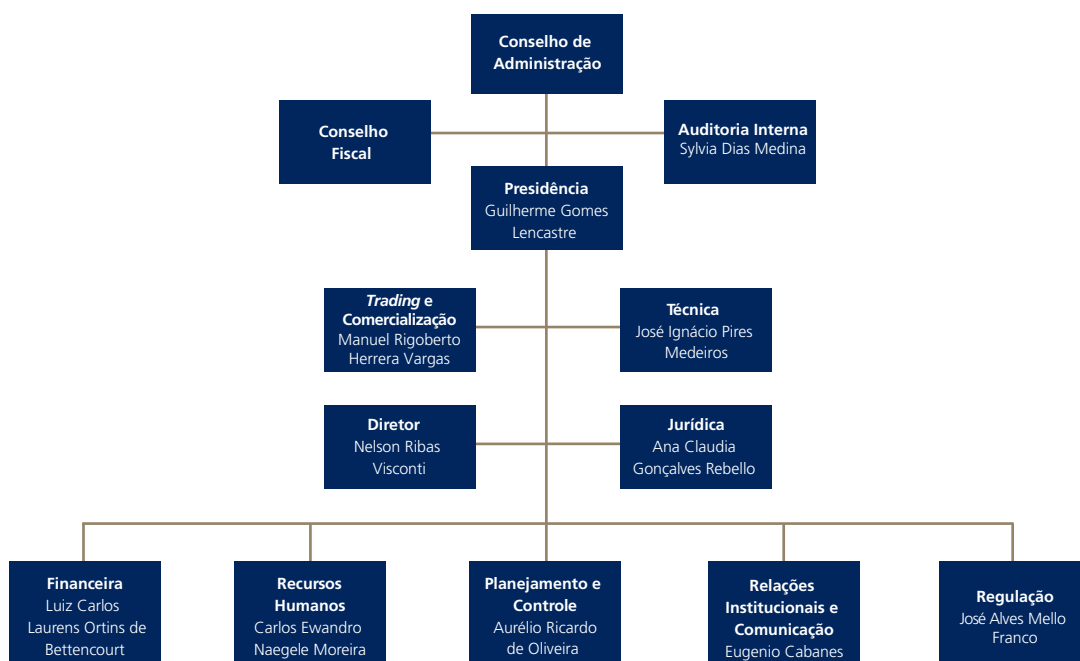 Conselho de
Administração
Conselho
Fiscal
Auditoria Interna
Sylvia Dias Medina
Presidência
Guilherme Gomes
Lencastre
Trading e
Comercialização
Manuel Rigoberto
Herrera Vargas
Técnica
José Ignácio Pires
Medeiros
Diretor
Nelson Ribas
Visconti
Jurídica
Ana Claudia
Gonçalves Rebello
Financeira
Luiz Carlos
Laurens Ortins de
Bettencourt
Recursos
Humanos
Carlos Ewandro
Naegele Moreira
Planejamento e
Controle
Aurélio Ricardo
de Oliveira
Relações
Institucionais e
Comunicação
Eugenio Cabanes
Regulação
José Alves Mello
Franco